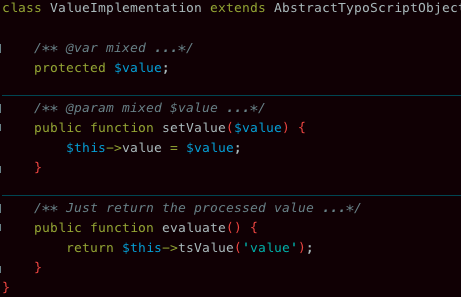 class ValueImplementation extends AbstractTypoScriptObject
/** @var mixed ...*/
protected $value;
/** @param mixed $value ...*/
public function setValue($value) {
$this->value = $value;
}
/** Just return the processed value ...*/
public function evaluate() {
return $this->tsValue('value');
}
}